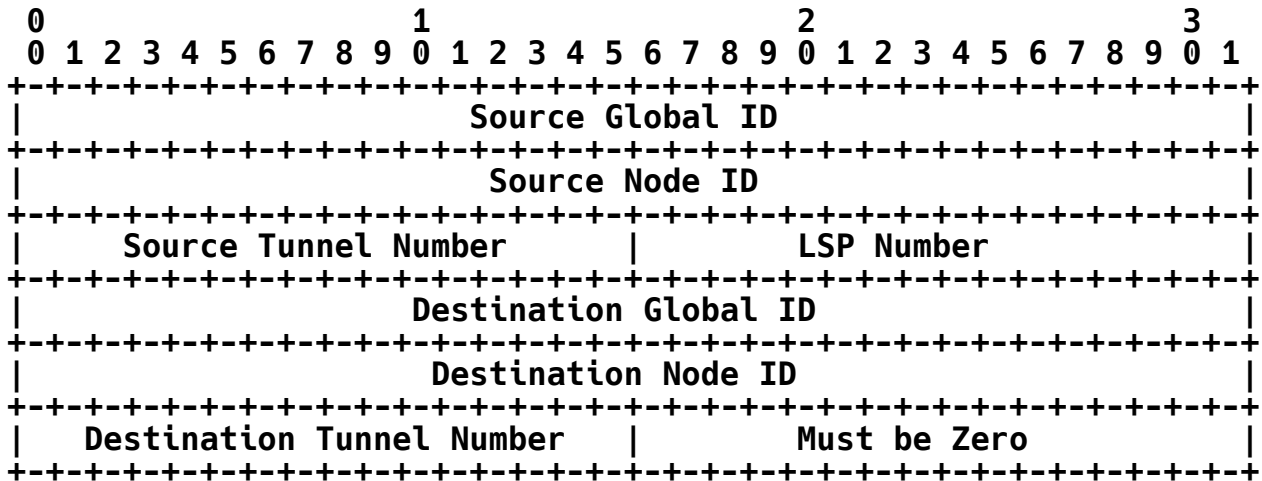 0                   1                   2                   3
 0 1 2 3 4 5 6 7 8 9 0 1 2 3 4 5 6 7 8 9 0 1 2 3 4 5 6 7 8 9 0 1
+-+-+-+-+-+-+-+-+-+-+-+-+-+-+-+-+-+-+-+-+-+-+-+-+-+-+-+-+-+-+-+-+
|                       Source Global ID                        |
+-+-+-+-+-+-+-+-+-+-+-+-+-+-+-+-+-+-+-+-+-+-+-+-+-+-+-+-+-+-+-+-+
|                        Source Node ID                         |
+-+-+-+-+-+-+-+-+-+-+-+-+-+-+-+-+-+-+-+-+-+-+-+-+-+-+-+-+-+-+-+-+
|     Source Tunnel Number      |        LSP Number             |
+-+-+-+-+-+-+-+-+-+-+-+-+-+-+-+-+-+-+-+-+-+-+-+-+-+-+-+-+-+-+-+-+
|                    Destination Global ID                      |
+-+-+-+-+-+-+-+-+-+-+-+-+-+-+-+-+-+-+-+-+-+-+-+-+-+-+-+-+-+-+-+-+
|                     Destination Node ID                       |
+-+-+-+-+-+-+-+-+-+-+-+-+-+-+-+-+-+-+-+-+-+-+-+-+-+-+-+-+-+-+-+-+
|   Destination Tunnel Number   |        Must be Zero           |
+-+-+-+-+-+-+-+-+-+-+-+-+-+-+-+-+-+-+-+-+-+-+-+-+-+-+-+-+-+-+-+-+